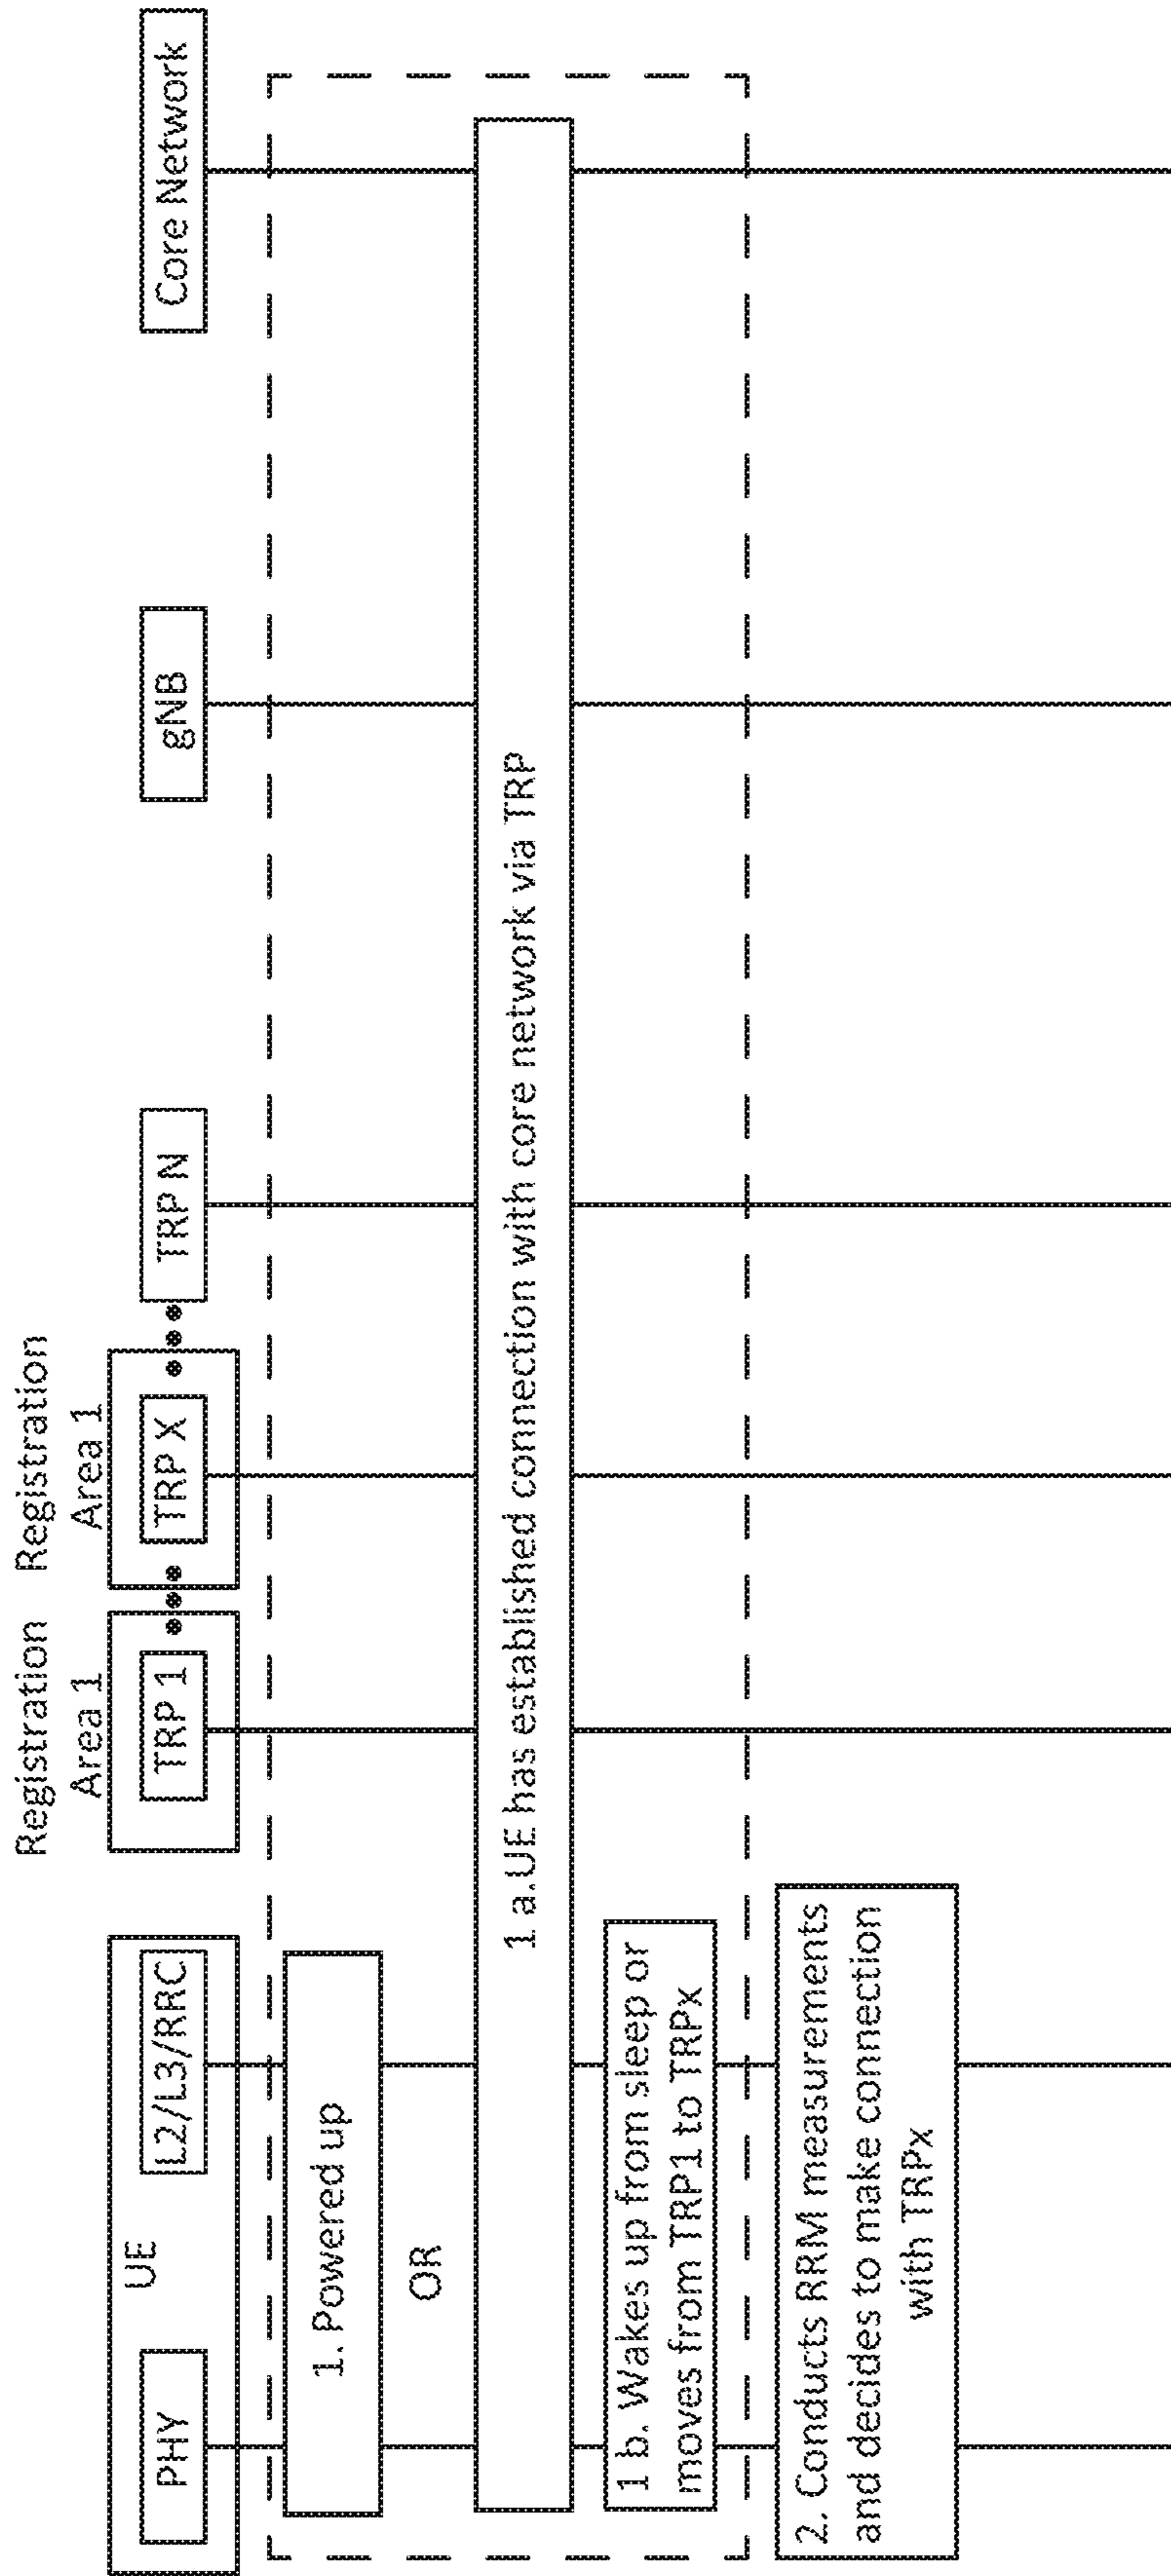 Registration
Area 1
Registration
Area 1
UE
PHY
L2/L3/RRC
TRP 1
TRP X
TRP N
gNB
Core Network
1. Powered up
OR
1 a.UE has established connection with core network via TRP
1 b. Wakes up from sleep or
moves from TRP1 to TRPx
2. Conducts RRM measurements
and decides to make connection
with TRPx